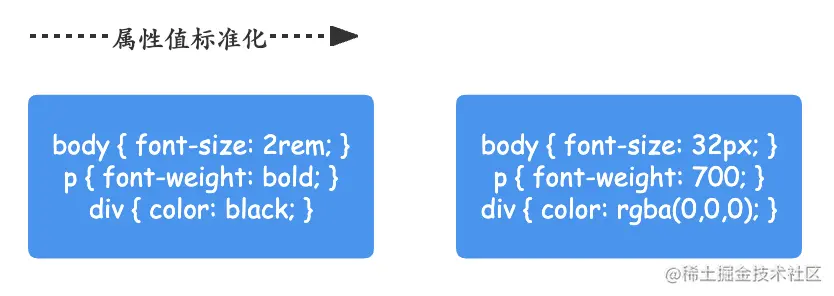 属性值标准化
body { font-size: 2rem; }
p { font-weight: bold; }
div { color: black; }
body { font-size: 32px; }
p { font-weight: 700; }
div { color: rgba(0,0,0); }
@稀土掘金技术社区